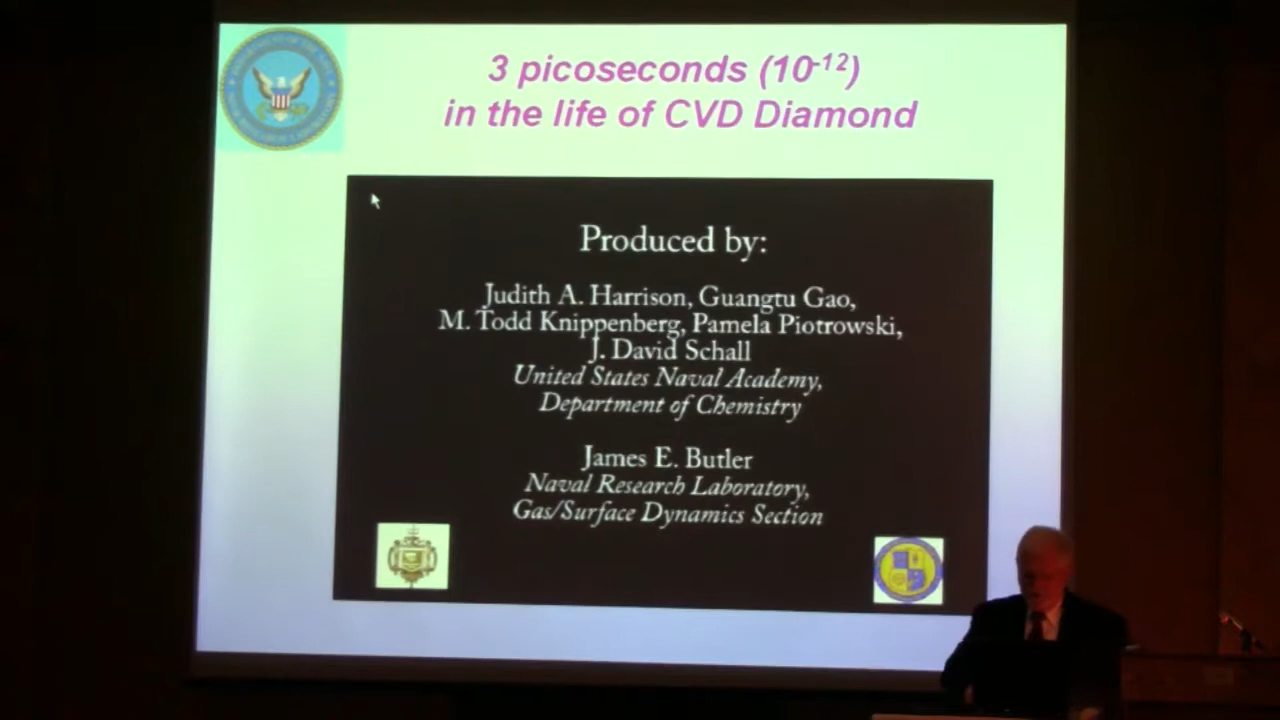 3 picoseconds (10⁻¹²)
in the life of CVD Diamond
Produced by:
Judith A. Harrison, Guangtu Gao,
M. Todd Knippenberg, Pamela Piotrowski,
J. David Schall
United States Naval Academy,
Department of Chemistry
James E. Butler
Naval Research Laboratory,
Gas/Surface Dynamics Section